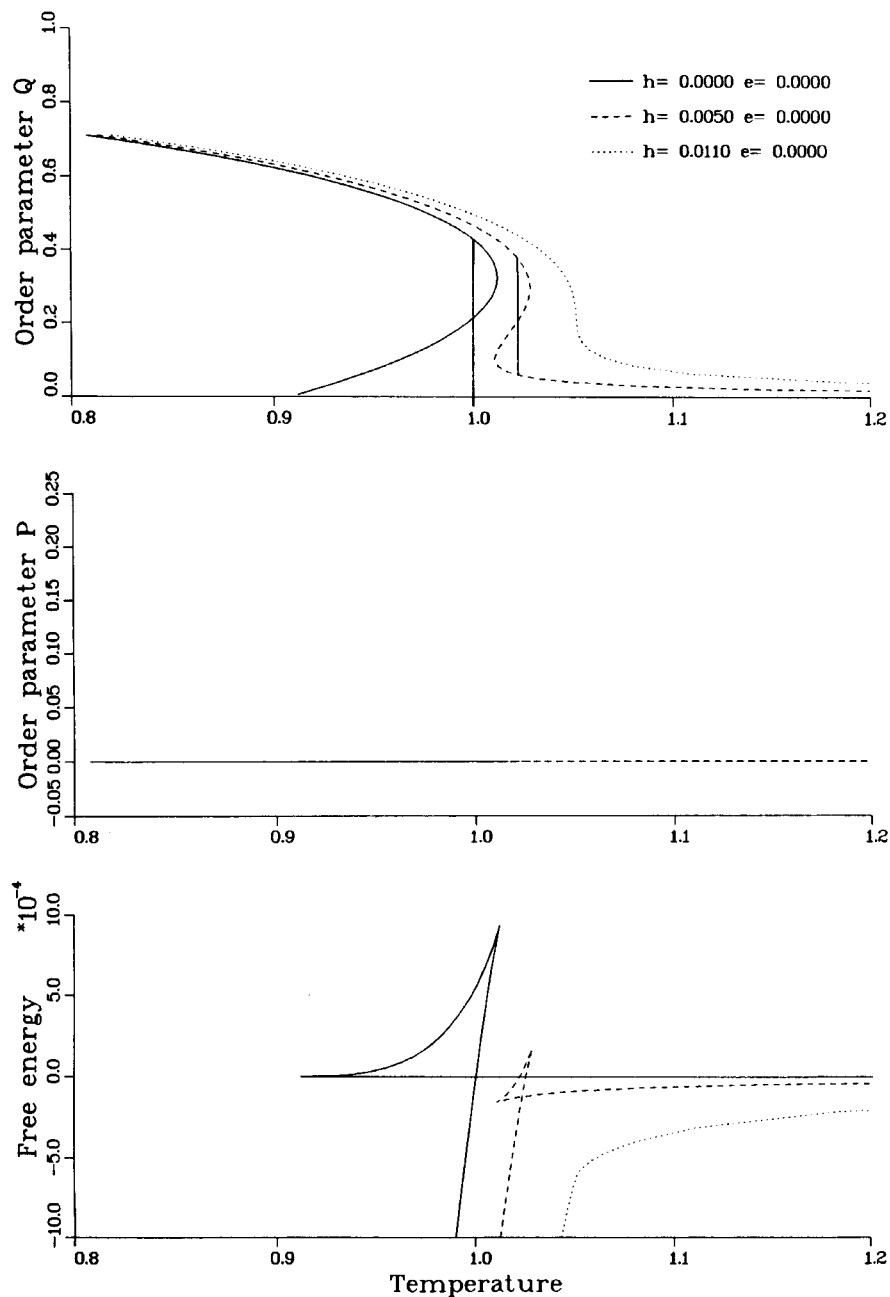 Order parameter Q
1.0
0.8
0.6
0.4
0.2
0.0
h= 0.0000 e= 0.0000
h= 0.0050 e= 0.0000
h= 0.0110 e= 0.0000
0.8 0.9 1.0 1.1 1.2
Order parameter P
0.25
0.20
0.15
0.10
0.05
0.00
−0.05
0.8 0.9 1.0 1.1 1.2
Free energy *10⁻⁴
10.0
5.0
0.0
−5.0
−10.0
0.8 0.9 1.0 1.1 1.2
Temperature